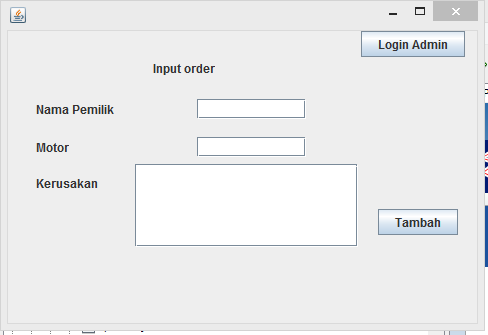 Login Admin
Input order
Nama Pemilik
Motor
Kerusakan
Tambah